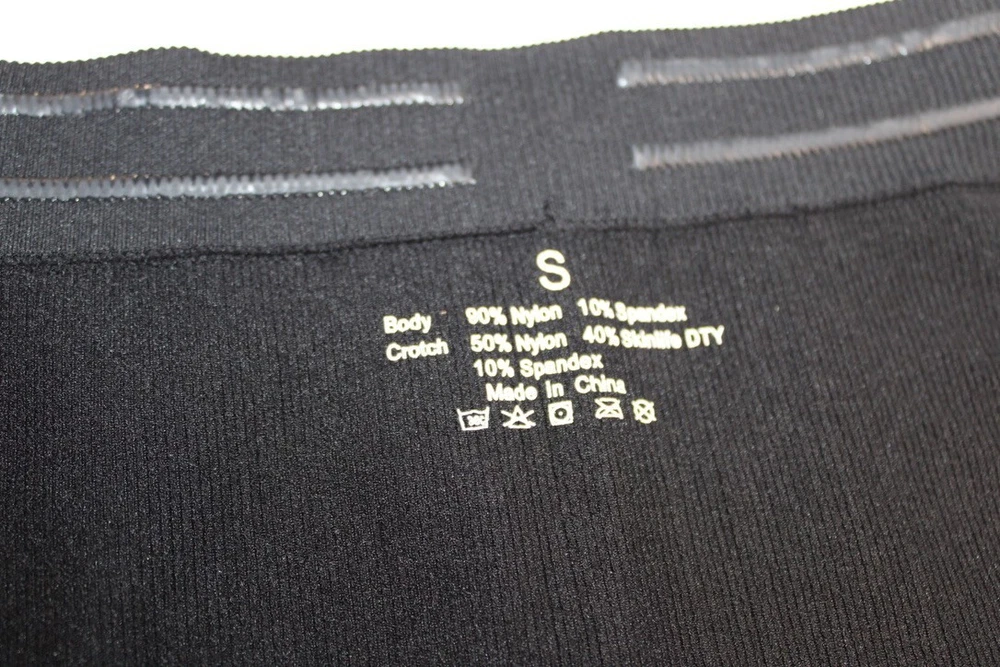 S
Body 90% Nylon 10% Spandex
Crotch 50% Nylon 40% Skinlife DTY
10% Spandex
Made In China